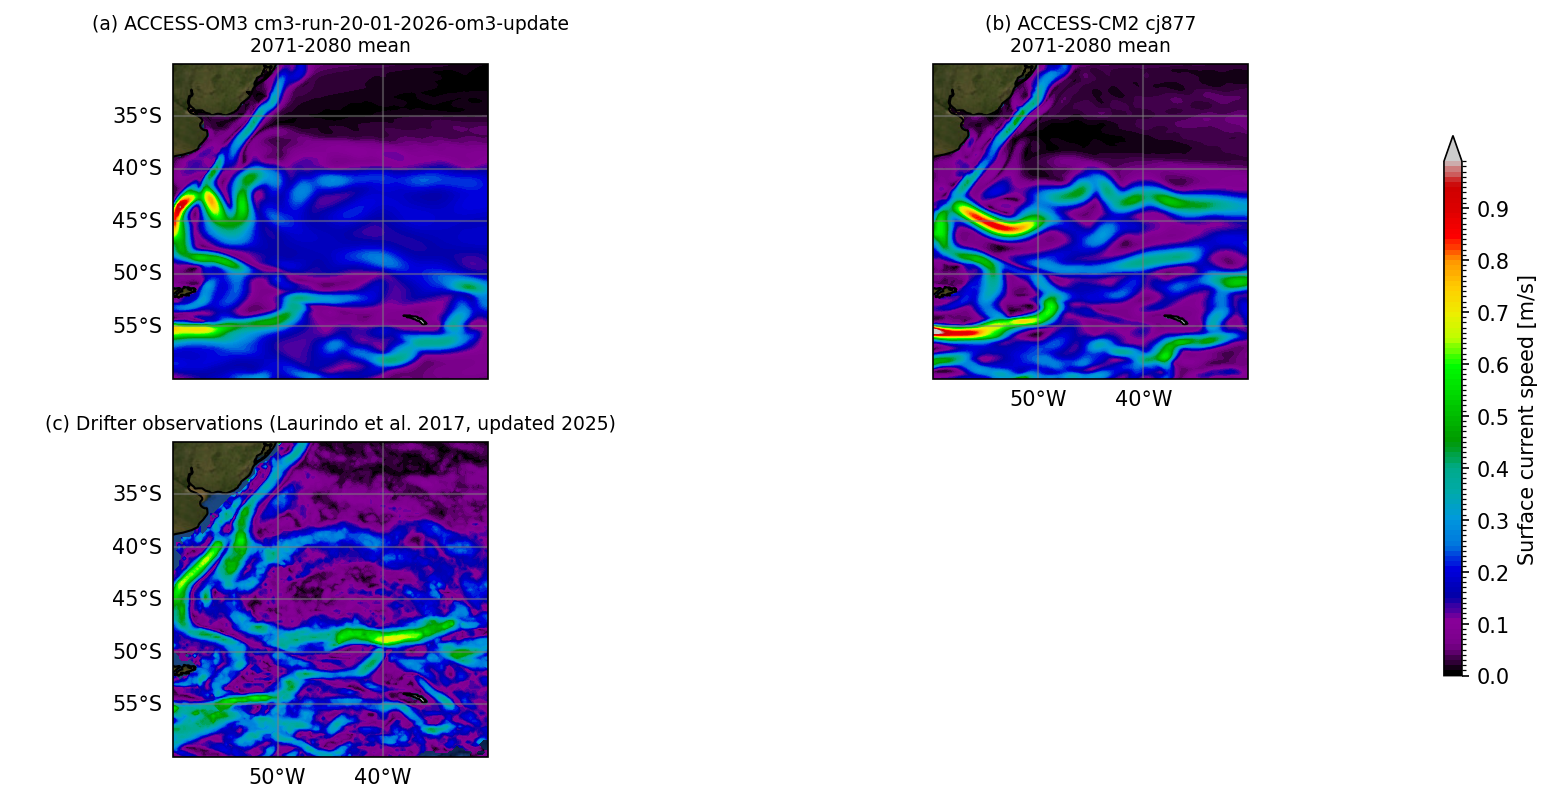 (a) ACCESS-OM3 cm3-run-20-01-2026-om3-update
2071-2080 mean
(b) ACCESS-CM2 cj877
2071-2080 mean
35°S
40°S
45°S
50°S
55°S
50°W
40°W
(c) Drifter observations (Laurindo et al. 2017, updated 2025)
35°S
40°S
45°S
50°S
55°S
50°W
40°W
0.9
0.8
0.7
0.6
0.5
0.4
0.3
0.2
0.1
0.0
Surface current speed [m/s]